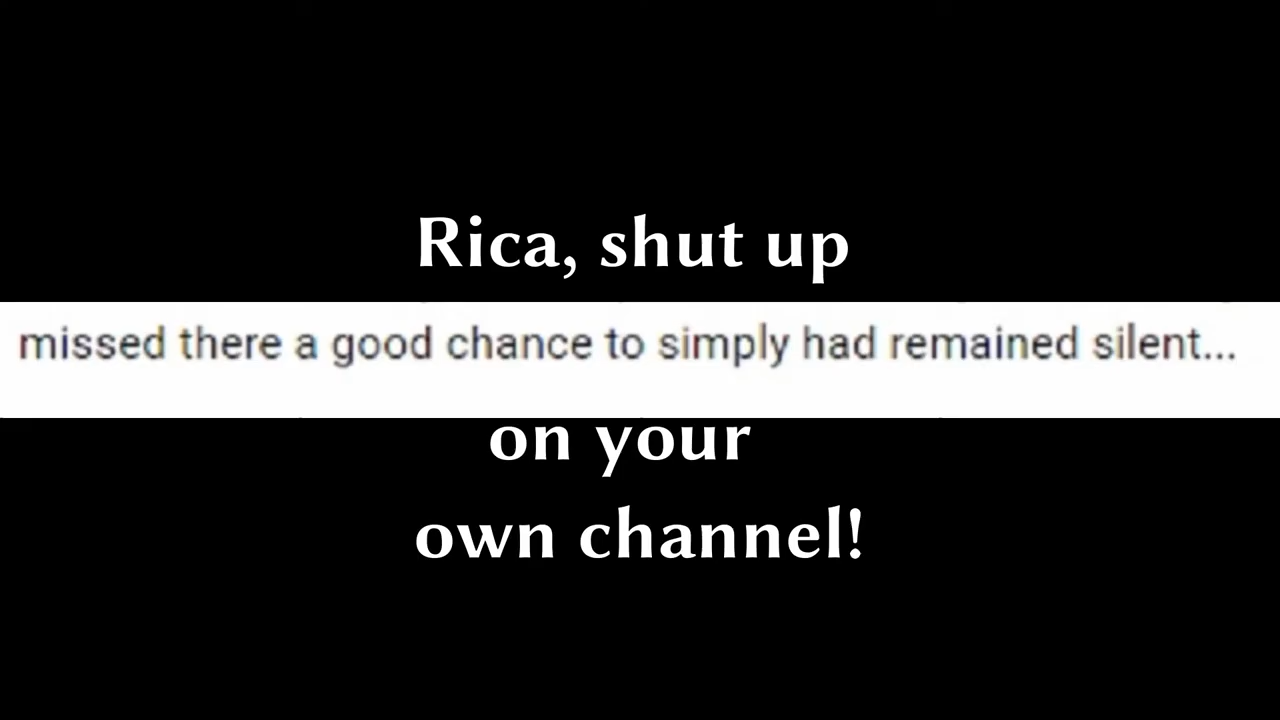 Rica, shut up
missed there a good chance to simply had remained silent...
on your
own channel!